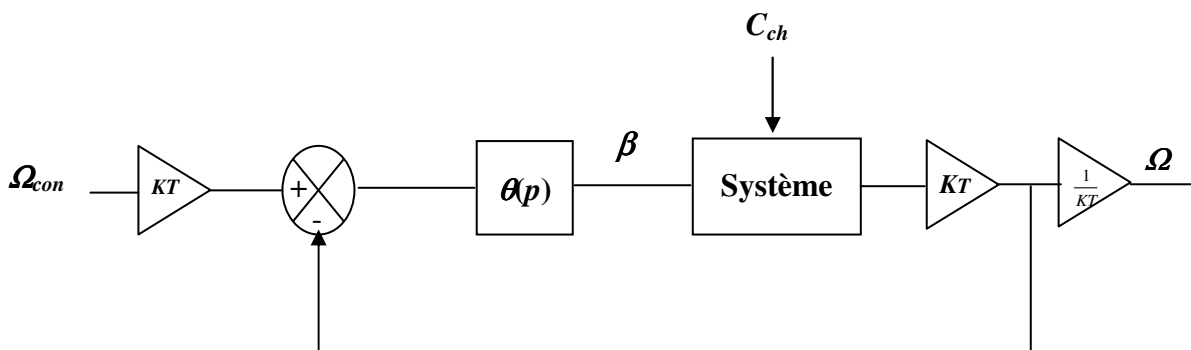 C_ch
Ω_con
KT
+
-
θ(p)
β
Système
KT
1/KT
Ω